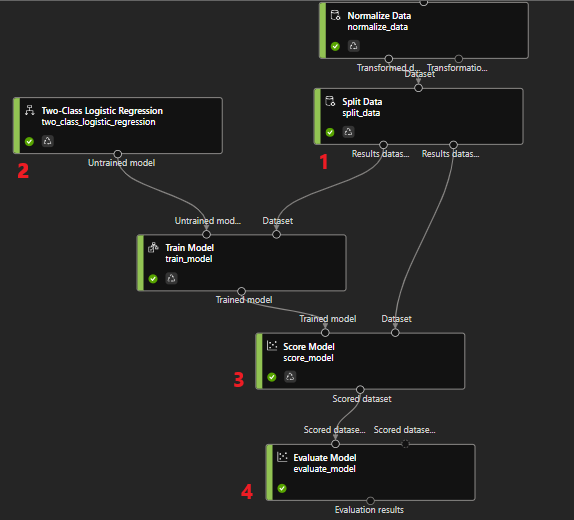 Normalize Data
normalize_data
Transformed d...
Transformatio...
Dataset
Split Data
split_data
1
Results datas...
Results datas...
Two-Class Logistic Regression
two_class_logistic_regression
2
Untrained model
Untrained mod...
Dataset
Train Model
train_model
Trained model
Trained model
Dataset
Score Model
score_model
3
Scored dataset
Scored datase...
Scored datase...
Evaluate Model
evaluate_model
4
Evaluation results